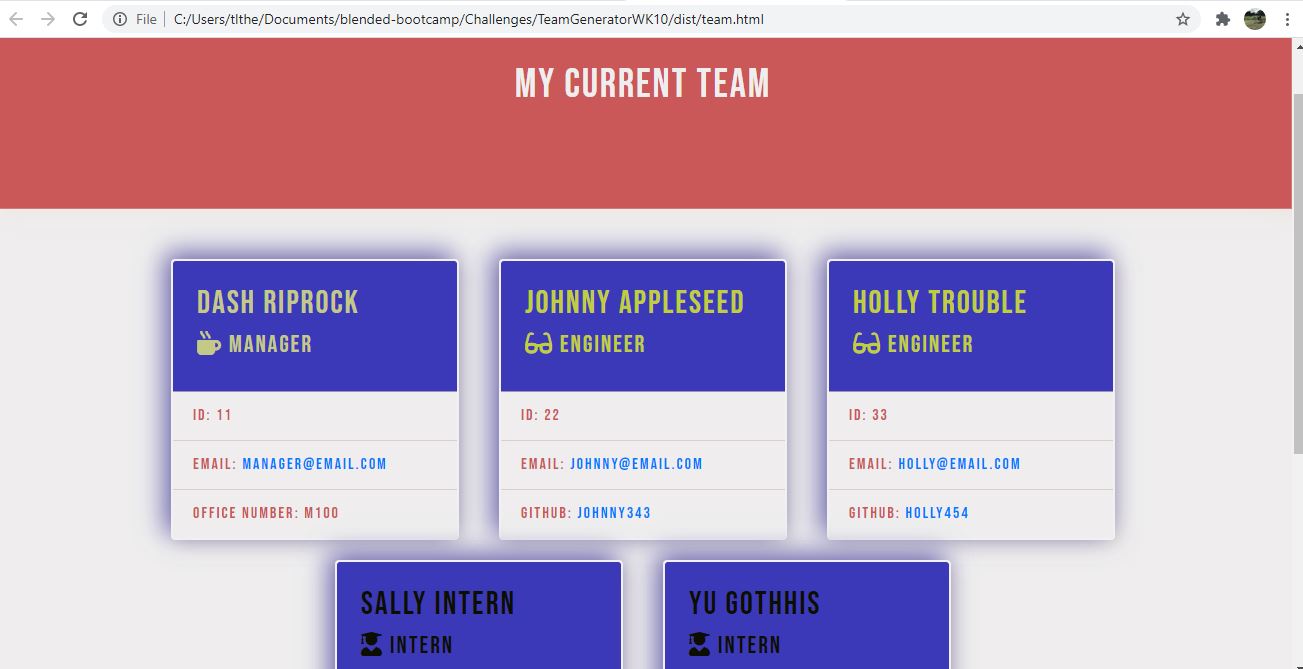 File | C:/Users/tlthe/Documents/blended-bootcamp/Challenges/TeamGeneratorWK10/dist/team.html
MY CURRENT TEAM
DASH RIPROCK
MANAGER
ID: 11
EMAIL: MANAGER@EMAIL.COM
OFFICE NUMBER: M100
JOHNNY APPLESEED
ENGINEER
ID: 22
EMAIL: JOHNNY@EMAIL.COM
GITHUB: JOHNNY343
HOLLY TROUBLE
ENGINEER
ID: 33
EMAIL: HOLLY@EMAIL.COM
GITHUB: HOLLY454
SALLY INTERN
INTERN
YU GOTHHIS
INTERN